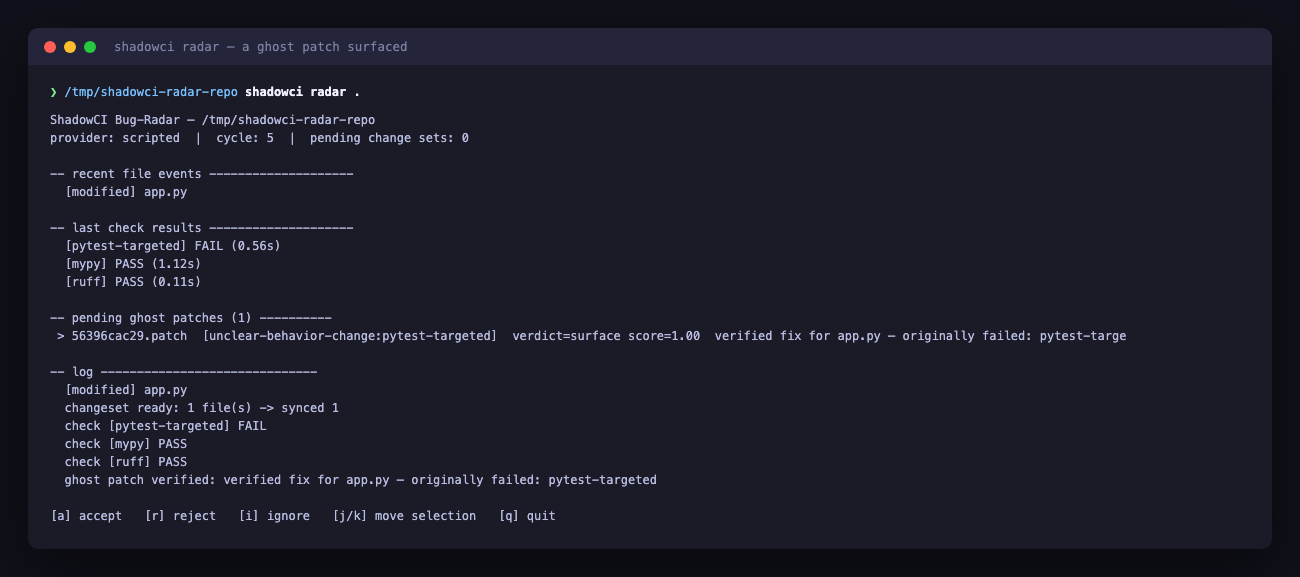 shadowci radar — a ghost patch surfaced
❯ /tmp/shadowci-radar-repo shadowci radar .
ShadowCI Bug-Radar — /tmp/shadowci-radar-repo
provider: scripted  |  cycle: 5  |  pending change sets: 0
-- recent file events --------------------
[modified] app.py
-- last check results --------------------
[pytest-targeted] FAIL (0.56s)
[mypy] PASS (1.12s)
[ruff] PASS (0.11s)
-- pending ghost patches (1) ----------
> 56396cac29.patch  [unclear-behavior-change:pytest-targeted]  verdict=surface score=1.00  verified fix for app.py — originally failed: pytest-targe
-- log ------------------------------
[modified] app.py
changeset ready: 1 file(s) -> synced 1
check [pytest-targeted] FAIL
check [mypy] PASS
check [ruff] PASS
ghost patch verified: verified fix for app.py — originally failed: pytest-targeted
[a] accept   [r] reject   [i] ignore   [j/k] move selection   [q] quit